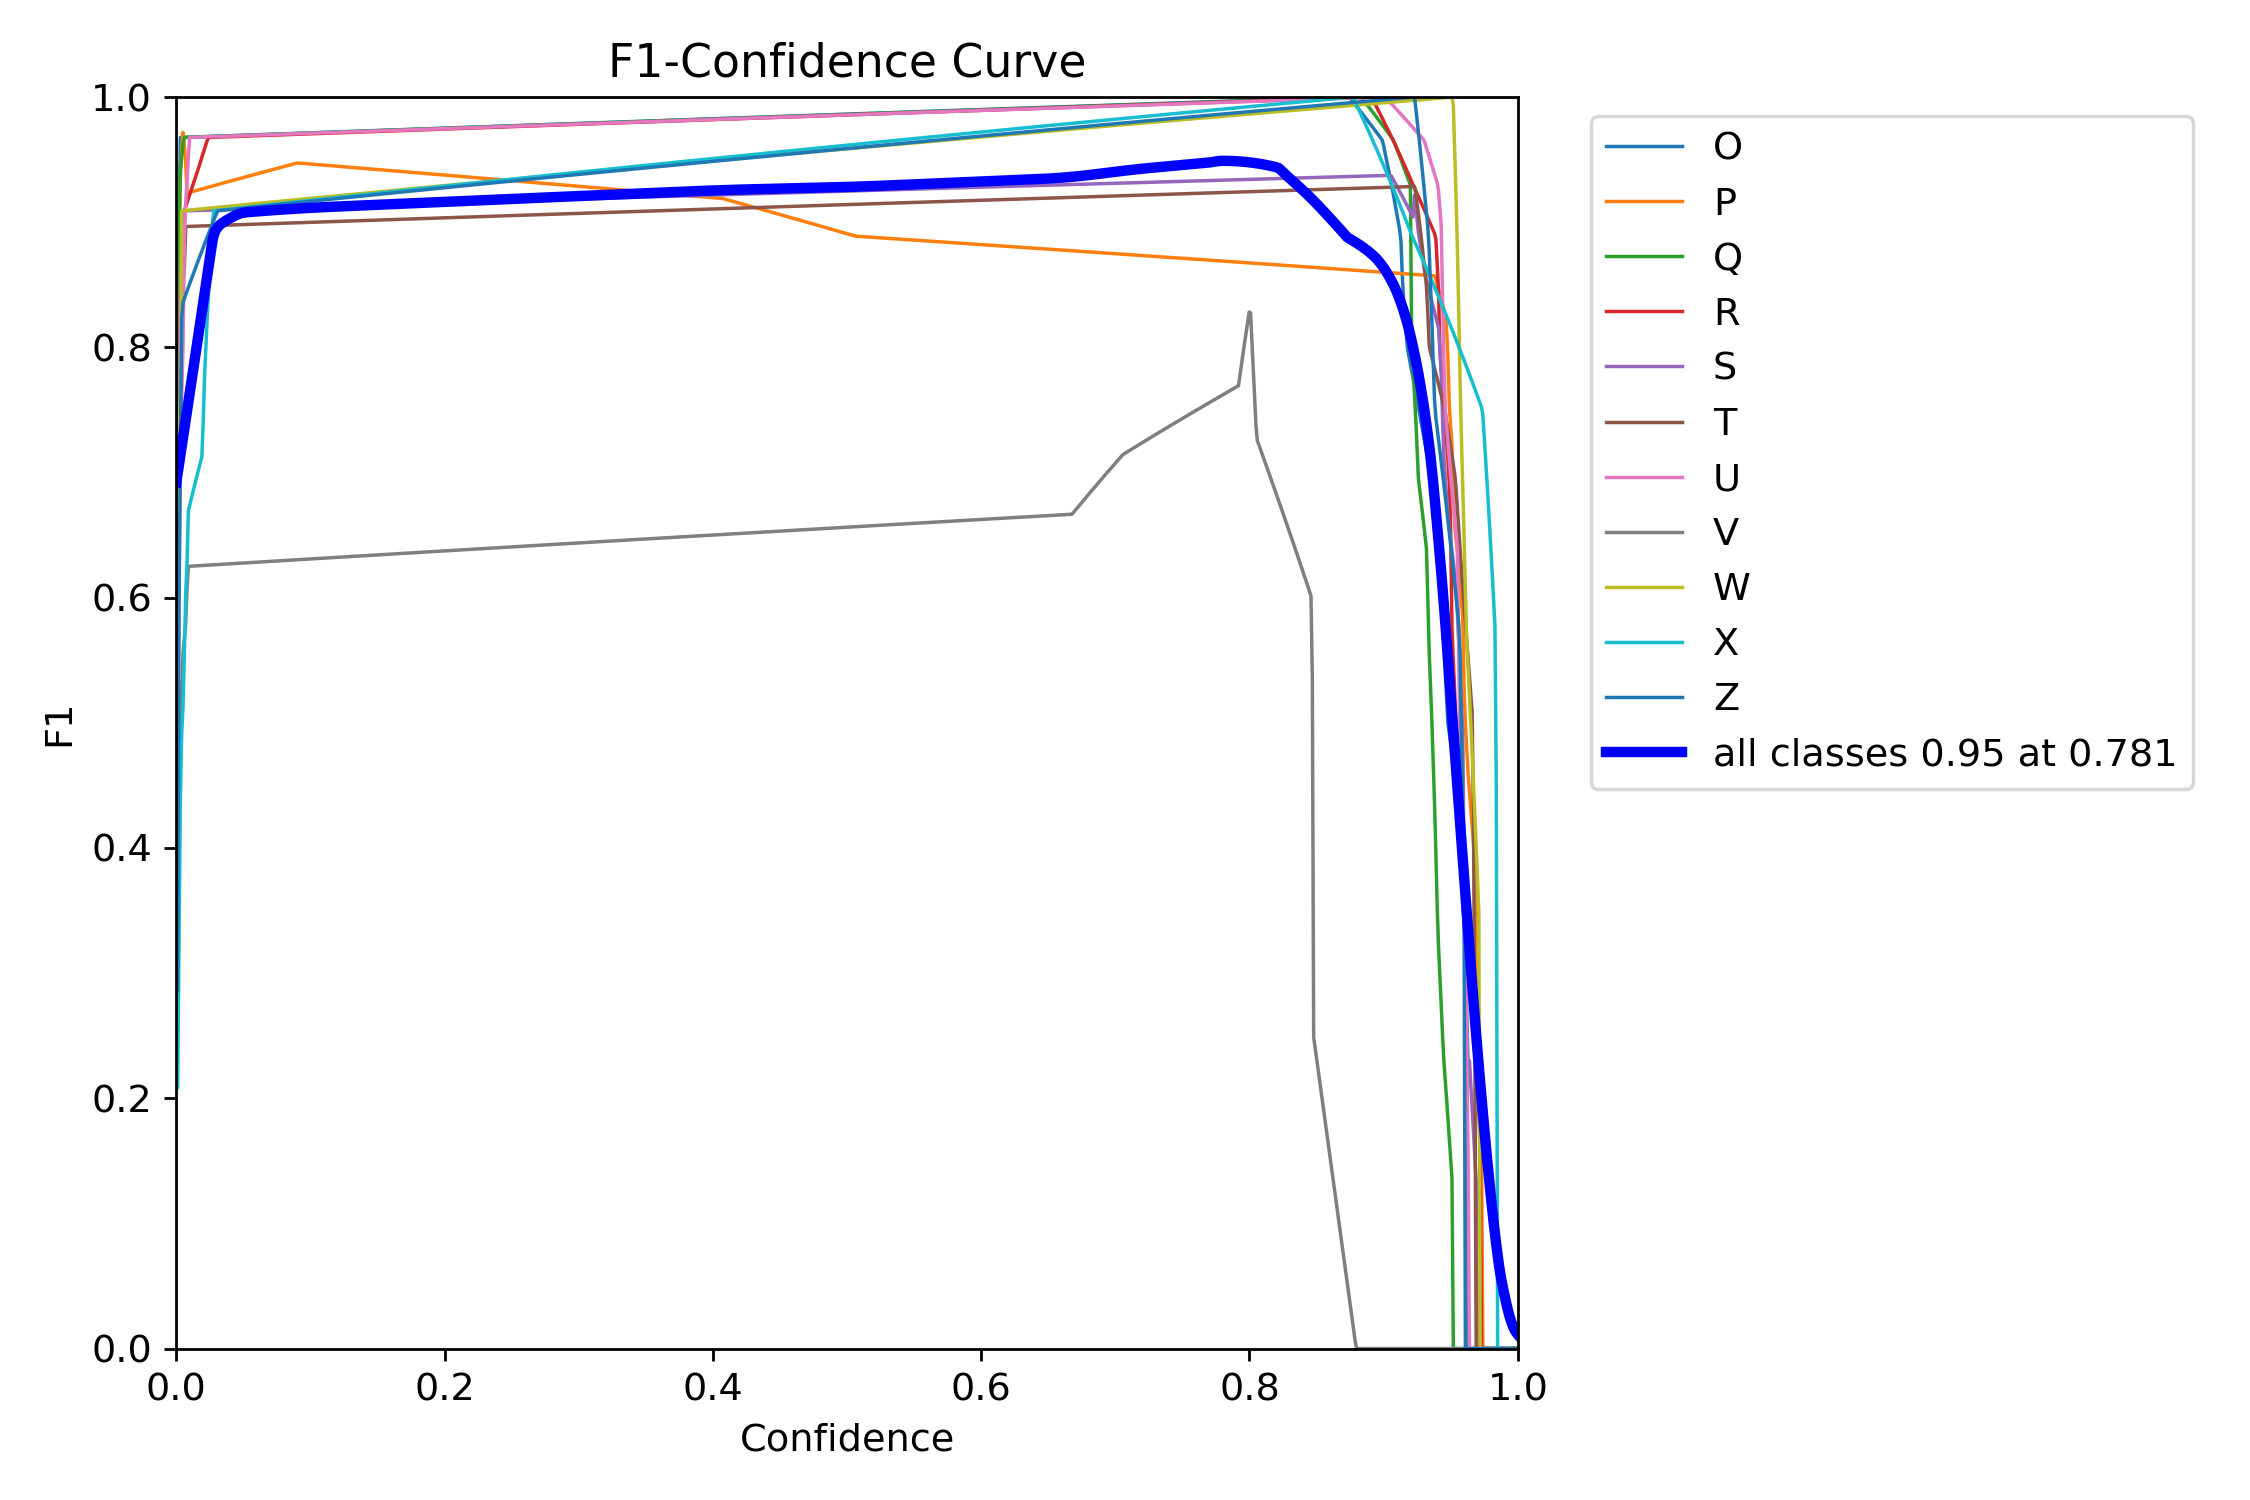 F1-Confidence Curve
1.0
0.8
0.6
0.4
0.2
0.0
F1
0.0 0.2 0.4 0.6 0.8 1.0
Confidence
O
P
Q
R
S
T
U
V
W
X
Z
all classes 0.95 at 0.781